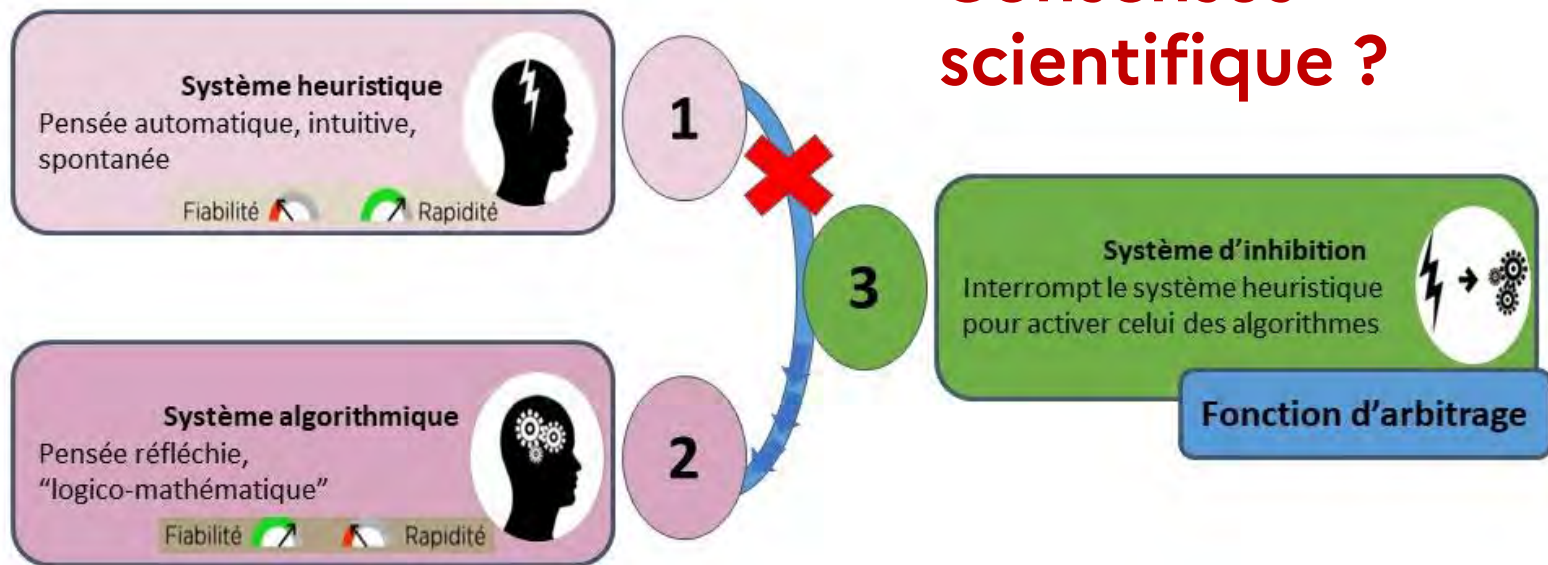 scientifique ?
Système heuristique
Pensée automatique, intuitive,
spontanée
Fiabilité Rapidité
1
3
Système d’inhibition
Interrompt le système heuristique
pour activer celui des algorithmes
Fonction d’arbitrage
Système algorithmique
Pensée réfléchie,
“logico-mathématique”
Fiabilité Rapidité
2